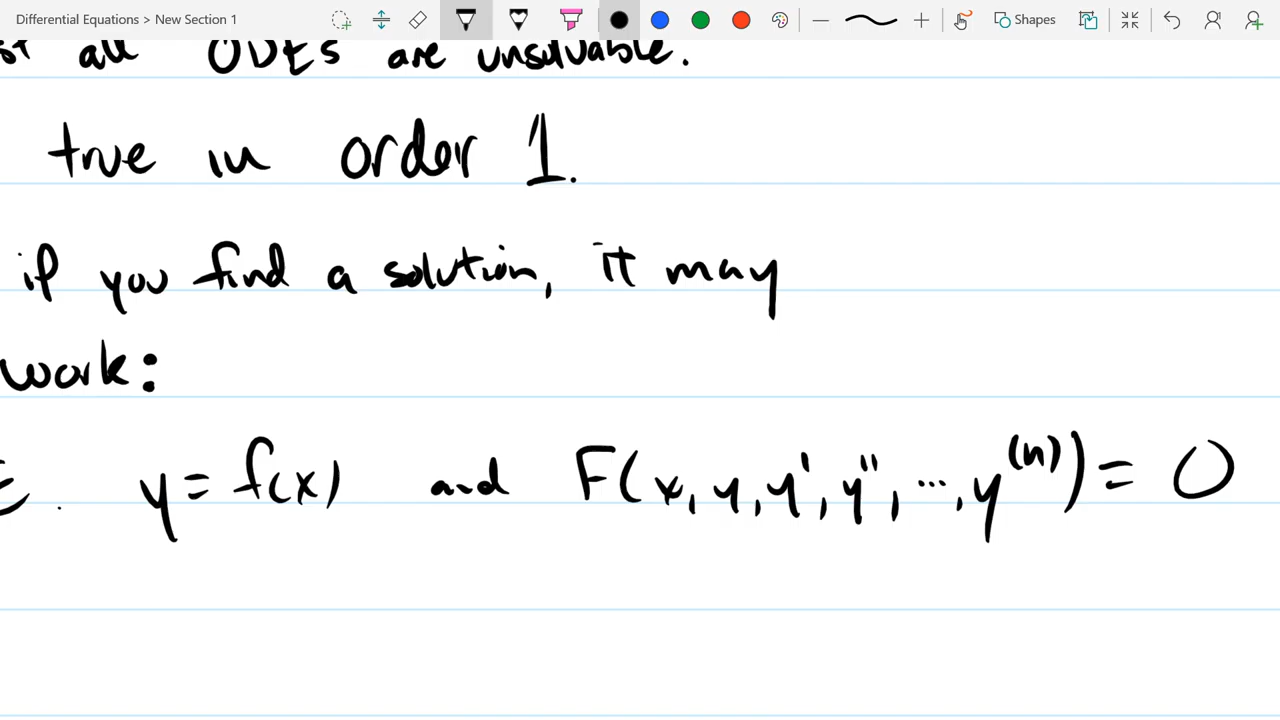 Differential Equations > New Section 1
Shapes
all ODEs are unsolvable.
true in order 1.
if you find a solution, it may
work:
y = f(x) and F(x, y, y', y'', ..., y^(n)) = 0